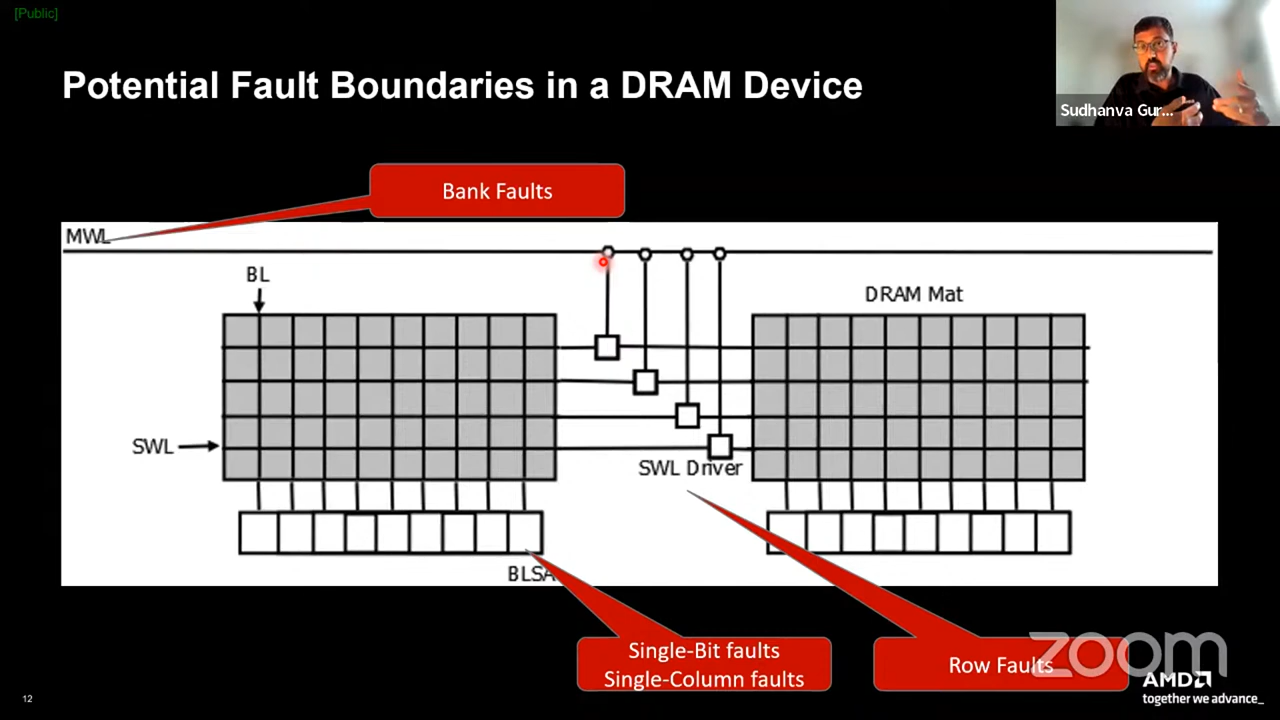 [Public]
Potential Fault Boundaries in a DRAM Device
Sudhanva Gur...
Bank Faults
MWL
BL
DRAM Mat
SWL
SWL Driver
BLSA
Single-Bit faults
Single-Column faults
Row Faults
zoom
AMD
together we advance_
12